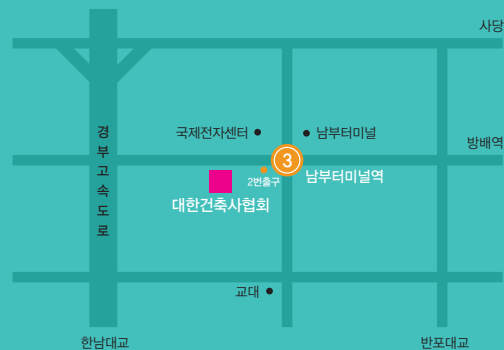 사당
경부고속도로
국제전자센터
남부터미널
방배역
3
남부터미널역
2번출구
대한건축사협회
교대
한남대교
반포대교